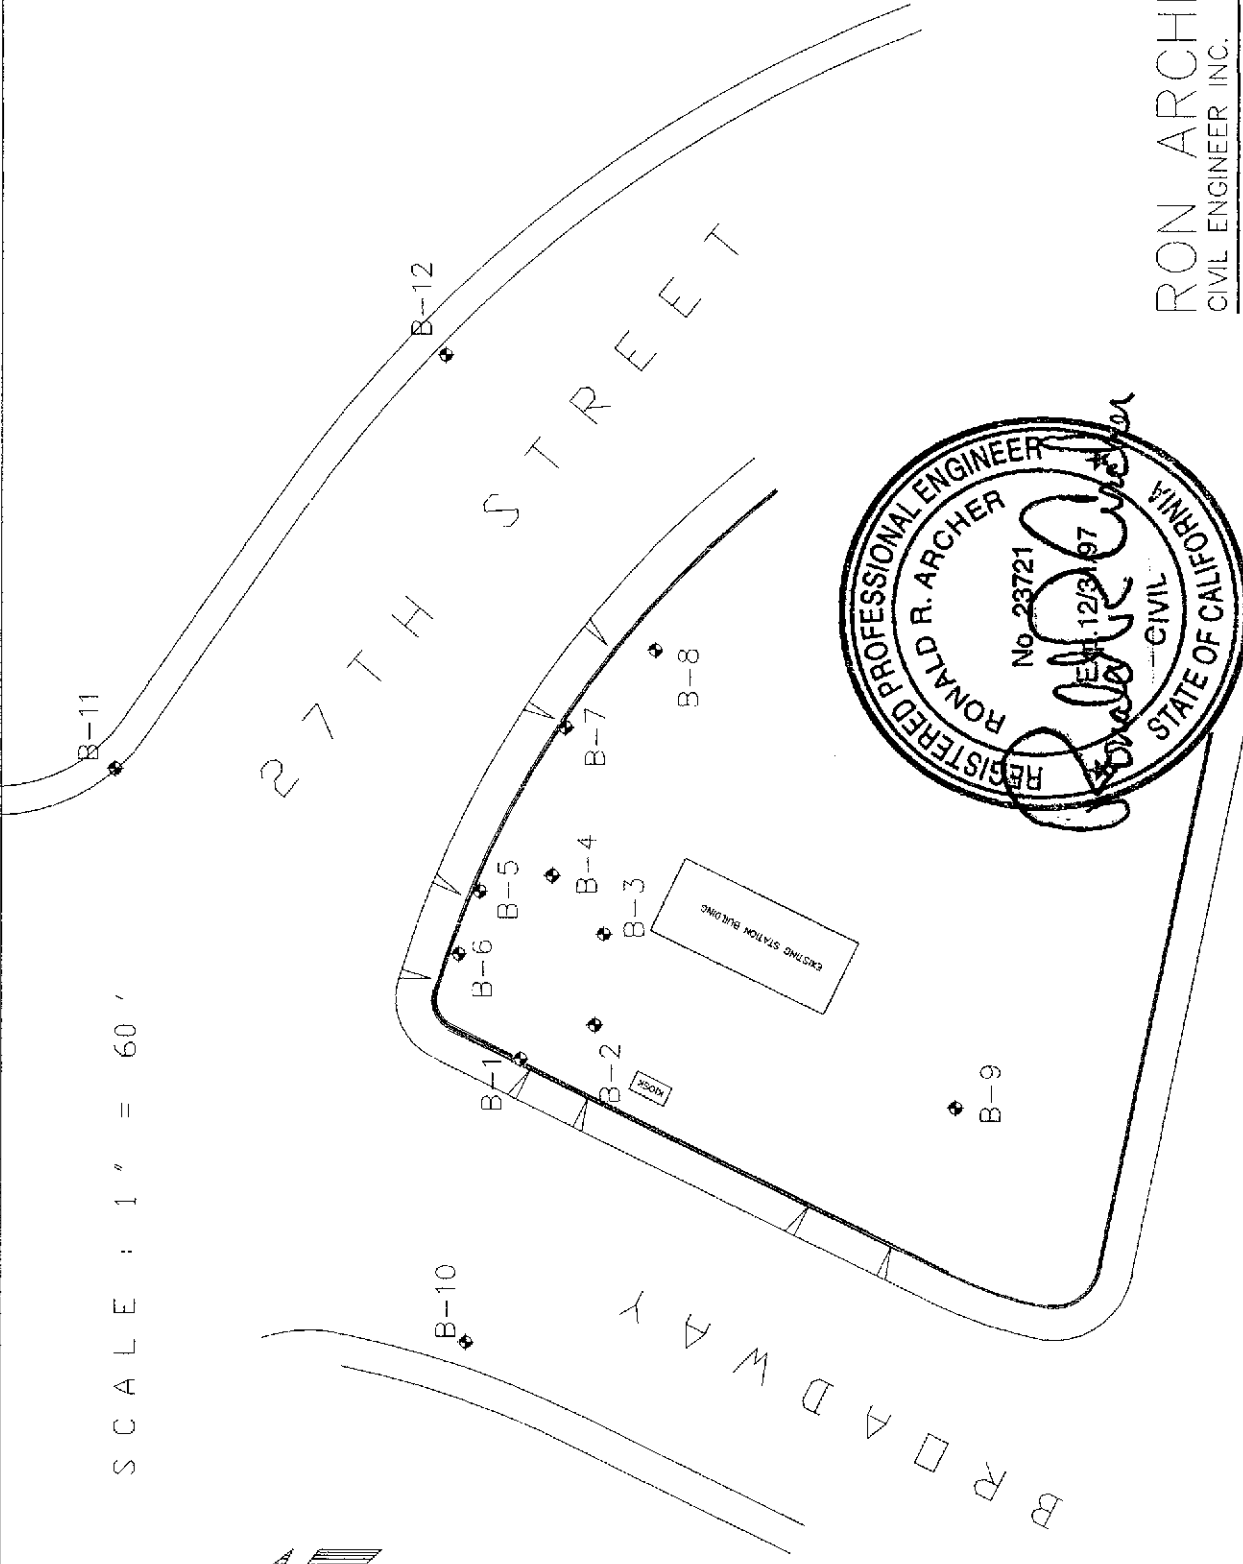 SCALE : 1" = 60'
B-11
B-12
27TH STREET
B-10
BROADWAY
B-6
B-5
B-7
B-8
B-4
B-3
B-1
B-2
KIOSK
EXISTING STATION BUILDING
B-9
REGISTERED PROFESSIONAL ENGINEER
RONALD R. ARCHER
No. 23721
12/31/97
CIVIL
STATE OF CALIFORNIA
RON
CIVIL ENGINEER INC.